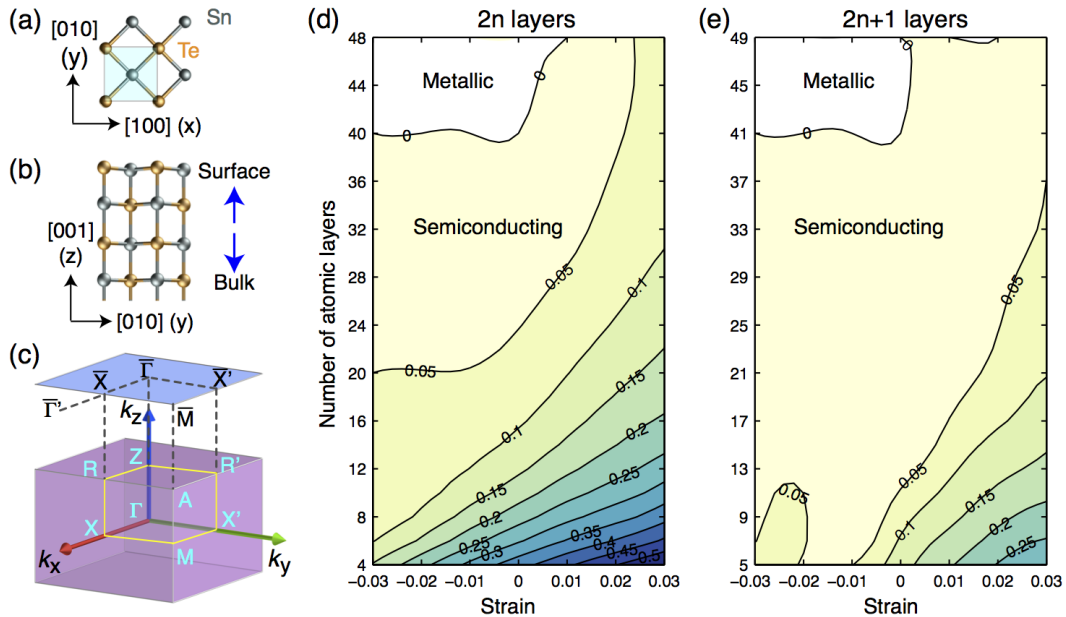 (a)
Sn
[010]
(y)
Te
[100] (x)
(b)
Surface
[001]
(z)
Bulk
[010] (y)
(c)
X̅ Γ̅ X̅'
Γ̅' M̅
kz
Z
R R'
A
Γ
X X'
M
kx ky
(d) 2n layers
Number of atomic layers
48
40
36
32
28
24
20
16
12
8
4
Metallic
0
0
Semiconducting
0.05
0.05
0.1
0.15
0.1
0.2
0.15
0.25
0.2
0.35
0.25
0.4
0.3
0.45
0.5
−0.03 −0.02 −0.01 0 0.01 0.02 0.03
Strain
(e) 2n+1 layers
49
41
37
33
29
25
21
17
13
9
5
0
Metallic
0
Semiconducting
0.05
0.1
0.05
0.05
0.15
0.1
0.2
0.25
−0.03 −0.02 −0.01 0 0.01 0.02 0.03
Strain